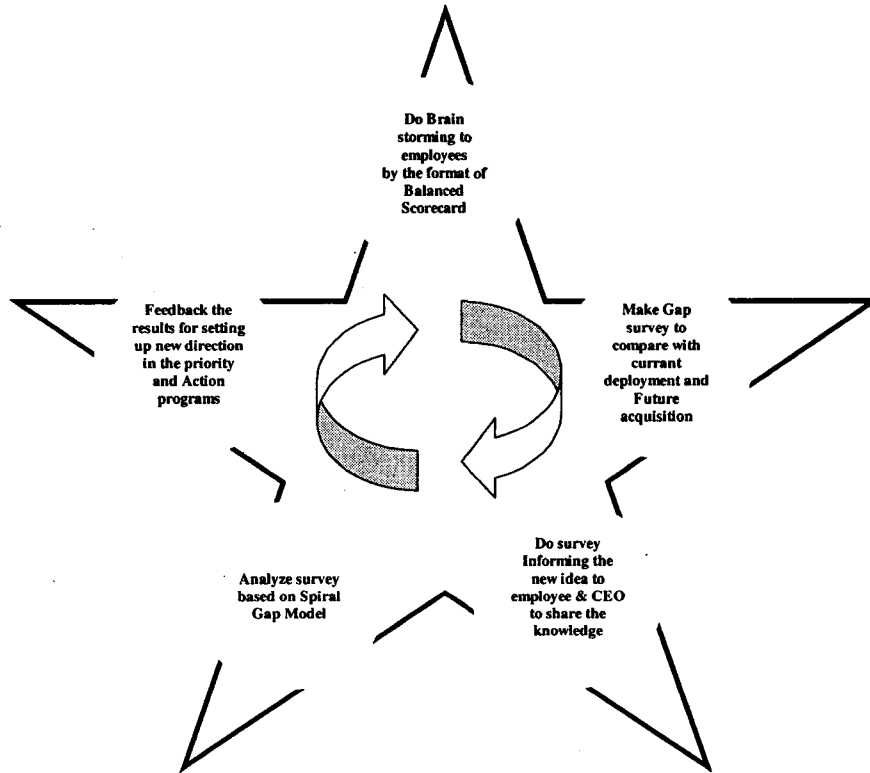 Do Brain
storming to
employees
by the format of
Balanced
Scorecard
Feedback the
results for setting
up new direction
in the priority
and Action
programs
Make Gap
survey to
compare with
currant
deployment and
Future
acquisition
Analyze survey
based on Spiral
Gap Model
Do survey
Informing the
new idea to
employee & CEO
to share the
knowledge